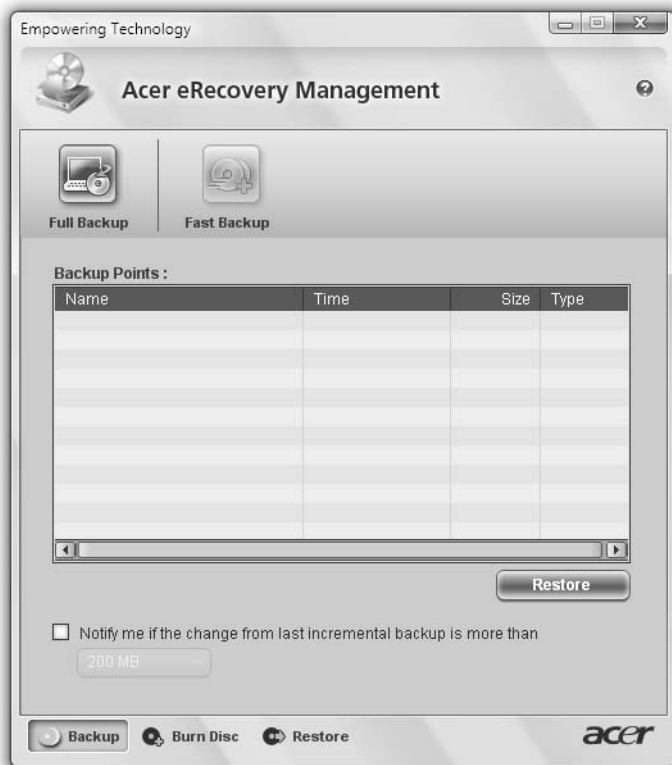 Empowering Technology
Acer eRecovery Management
Full Backup
Fast Backup
Backup Points :
Name Time Size Type
Restore
Notify me if the change from last incremental backup is more than
200 MB
Backup Burn Disc Restore acer